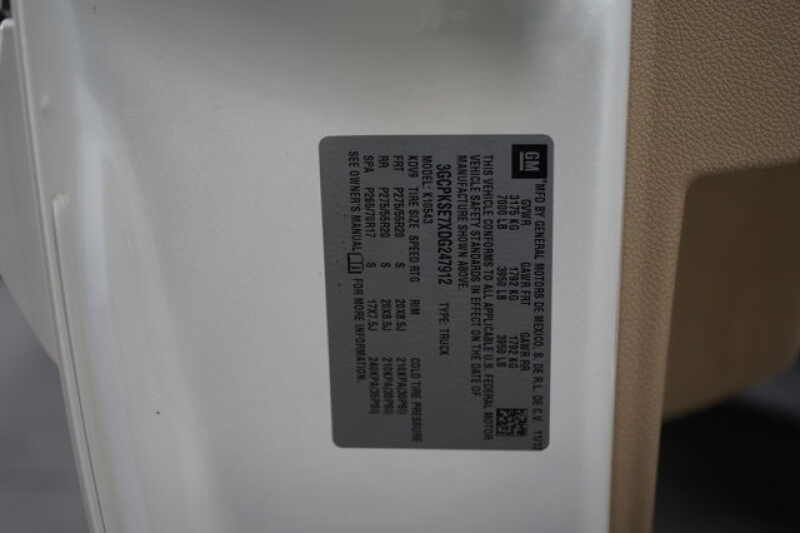 GM
MFD BY GENERAL MOTORS DE MEXICO, S. DE R.L. DE C.V. 11/12
GVWR GAWR FRT GAWR RR
3175 KG 1792 KG 1792 KG
7000 LB 3950 LB 3950 LB
THIS VEHICLE CONFORMS TO ALL APPLICABLE U.S. FEDERAL MOTOR
VEHICLE SAFETY STANDARDS IN EFFECT ON THE DATE OF
MANUFACTURE SHOWN ABOVE.
3GCPKSE7XDG247912 TYPE: TRUCK
MODEL: K10543
KDV9 TIRE SIZE SPEED RTG RIM COLD TIRE PRESSURE
FRT P275/55R20 S 20X8.5J 210KPA(30PSI)
RR P275/55R20 S 20X8.5J 210KPA(30PSI)
SPA P265/70R17 S 17X7.5J 240KPA(35PSI)
SEE OWNER'S MANUAL FOR MORE INFORMATION.